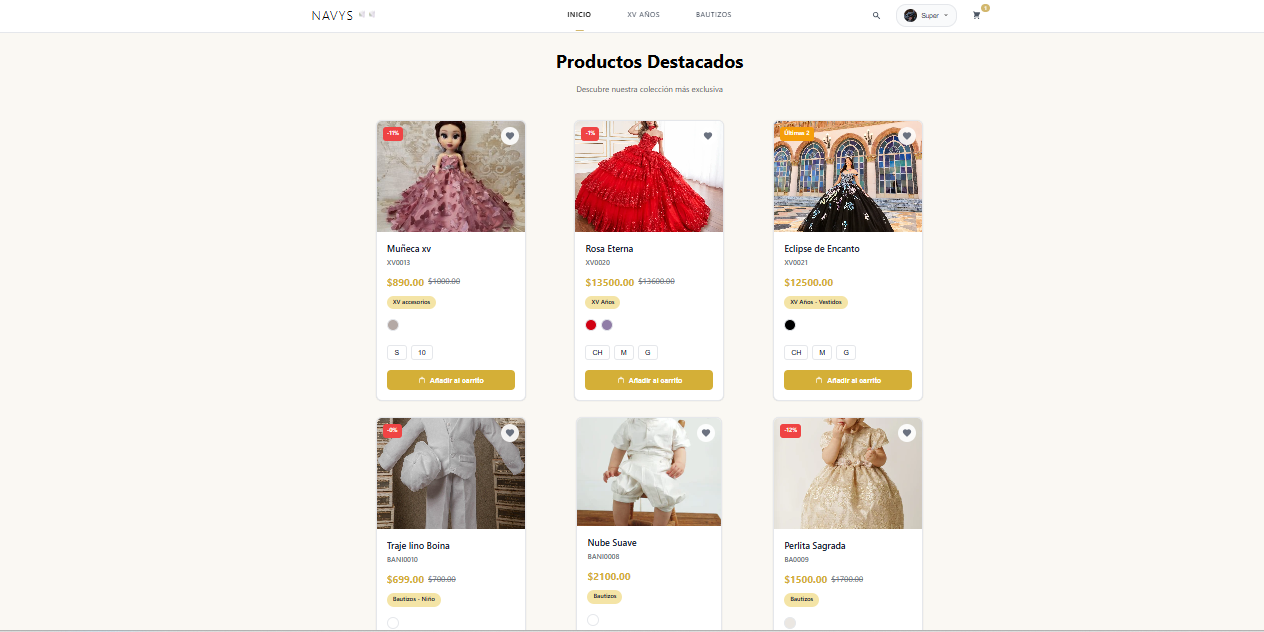 NAVYS
INICIO XV AÑOS BAUTIZOS
Super
1
Productos Destacados
Descubre nuestra colección más exclusiva
-11%
-1%
Últimos 2
Muñeca xv
XV0013
$890.00 $1000.00
XV accesorios
S 10
Añadir al carrito
Rosa Eterna
XV0020
$13500.00 $13600.00
XV Años
CH M G
Añadir al carrito
Eclipse de Encanto
XV0021
$12500.00
XV Años - Vestidos
CH M G
Añadir al carrito
-0%
-12%
Traje lino Boina
BANI0010
$699.00 $700.00
Bautizos - Niño
Nube Suave
BANI0008
$2100.00
Bautizos
Perlita Sagrada
BA0009
$1500.00 $1700.00
Bautizos